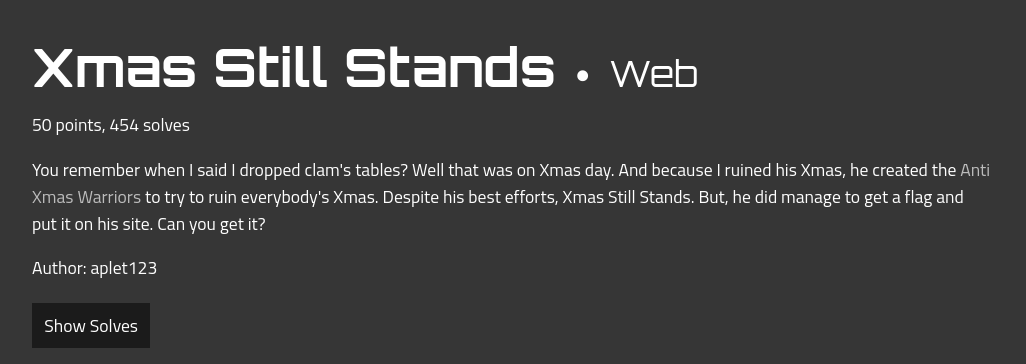 Xmas Still Stands • Web
50 points, 454 solves
You remember when I said I dropped clam's tables? Well that was on Xmas day. And because I ruined his Xmas, he created the Anti
Xmas Warriors to try to ruin everybody's Xmas. Despite his best efforts, Xmas Still Stands. But, he did manage to get a flag and
put it on his site. Can you get it?
Author: aplet123
Show Solves